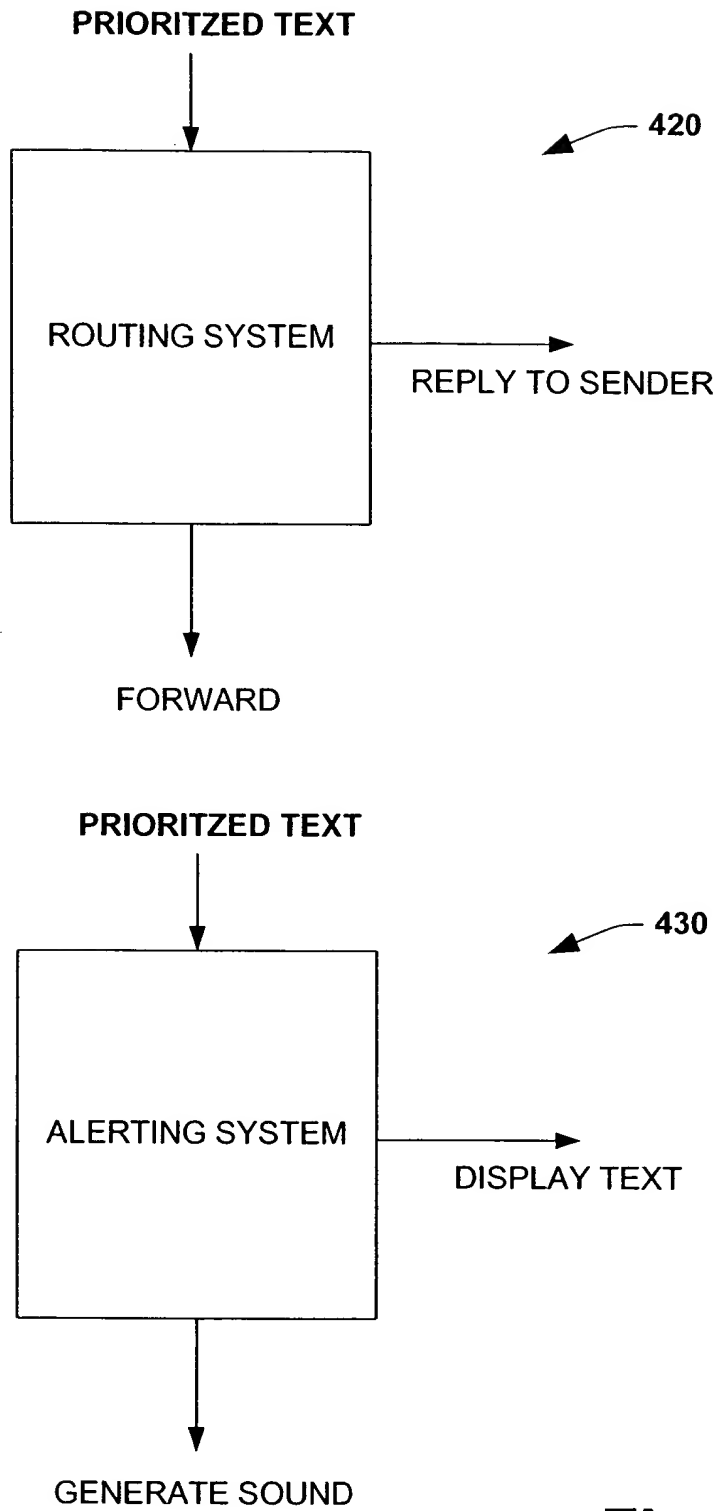 PRIORITZED TEXT
420
ROUTING SYSTEM
REPLY TO SENDER
FORWARD
PRIORITZED TEXT
430
ALERTING SYSTEM
DISPLAY TEXT
GENERATE SOUND